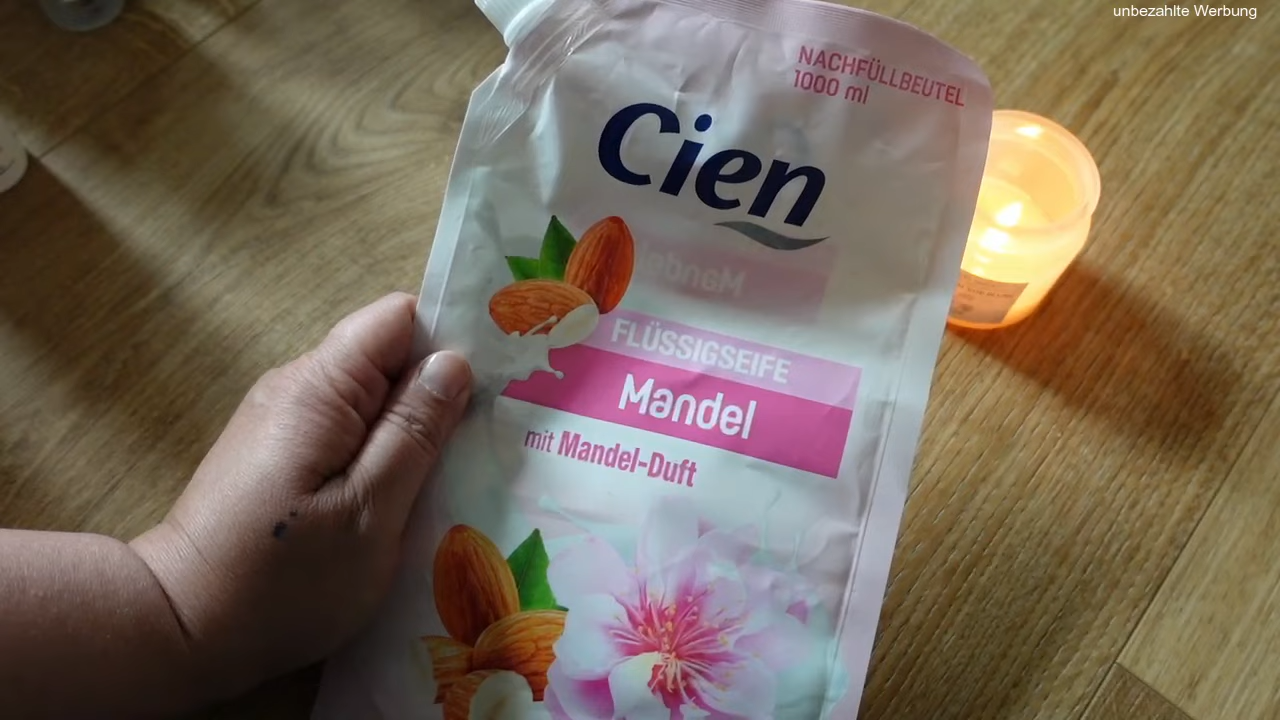 unbezahlte Werbung
NACHFÜLLBEUTEL
1000 ml
Cien
FLÜSSIGSEIFE
Mandel
mit Mandel-Duft